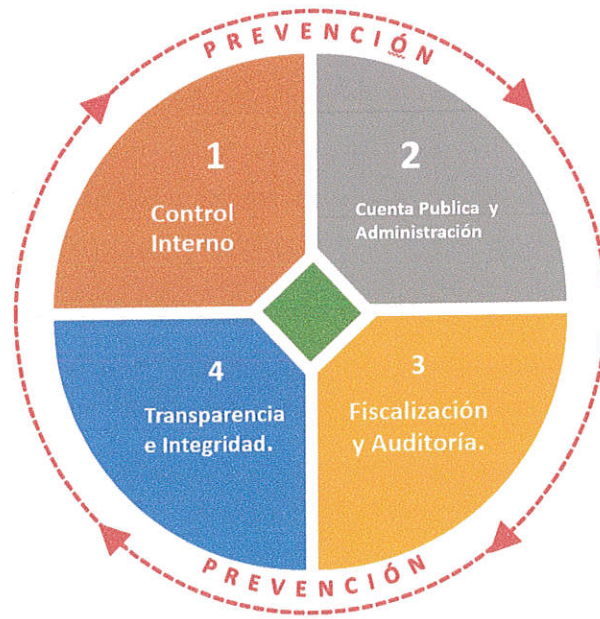 PREVENCIÓN
1
Control
Interno
2
Cuenta Publica y
Administración
4
Transparencia
e Integridad.
3
Fiscalización
y Auditoría.
PREVENCIÓN